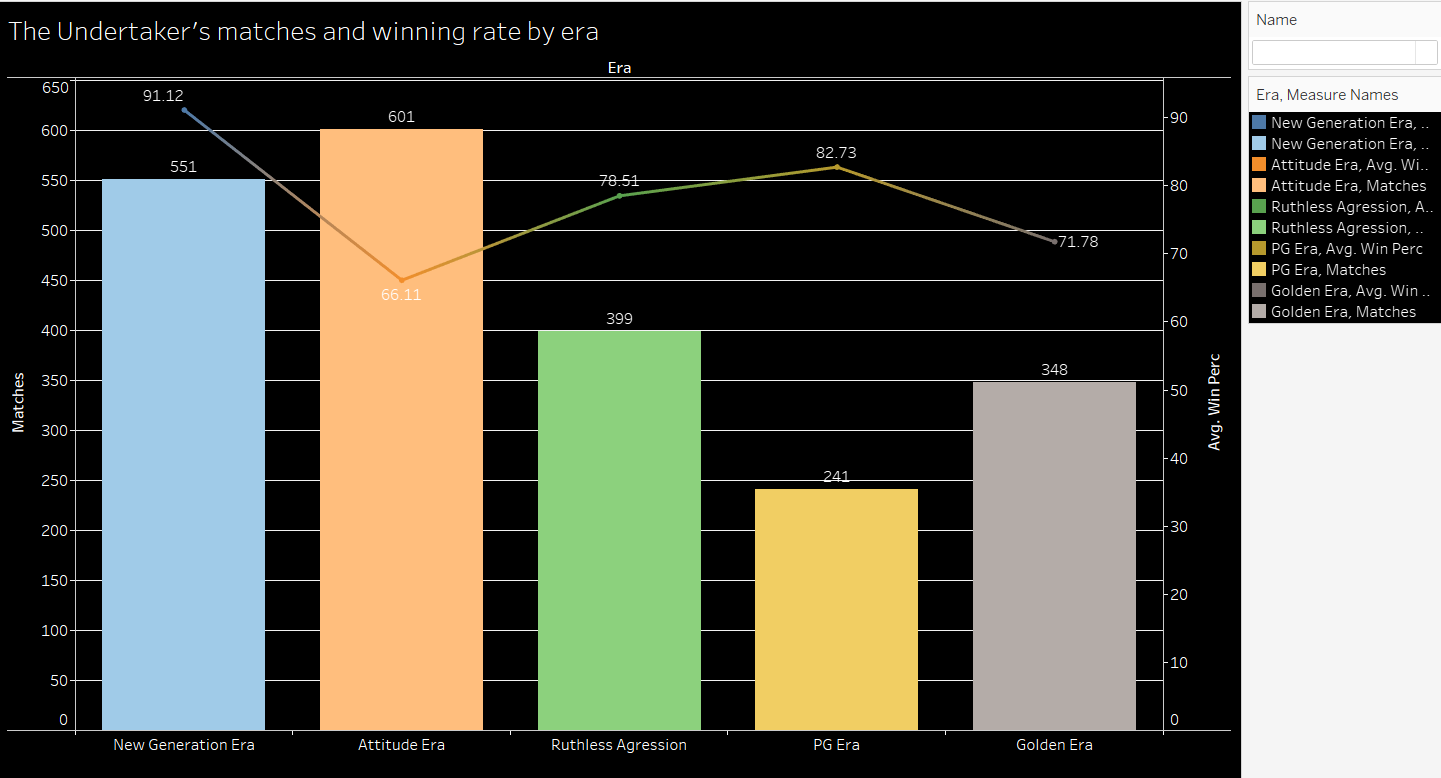 The Undertaker's matches and winning rate by era
Era
650
600
550
500
450
400
350
300
250
200
150
100
50
0
Matches
91.12
551
601
66.11
78.51
399
82.73
241
71.78
348
90
80
70
60
50
40
30
20
10
0
Avg. Win Perc
New Generation Era
Attitude Era
Ruthless Agression
PG Era
Golden Era
Name
Era, Measure Names
New Generation Era, ..
New Generation Era, ..
Attitude Era, Avg. Wi..
Attitude Era, Matches
Ruthless Agression, A..
Ruthless Agression, ..
PG Era, Avg. Win Perc
PG Era, Matches
Golden Era, Avg. Win ..
Golden Era, Matches